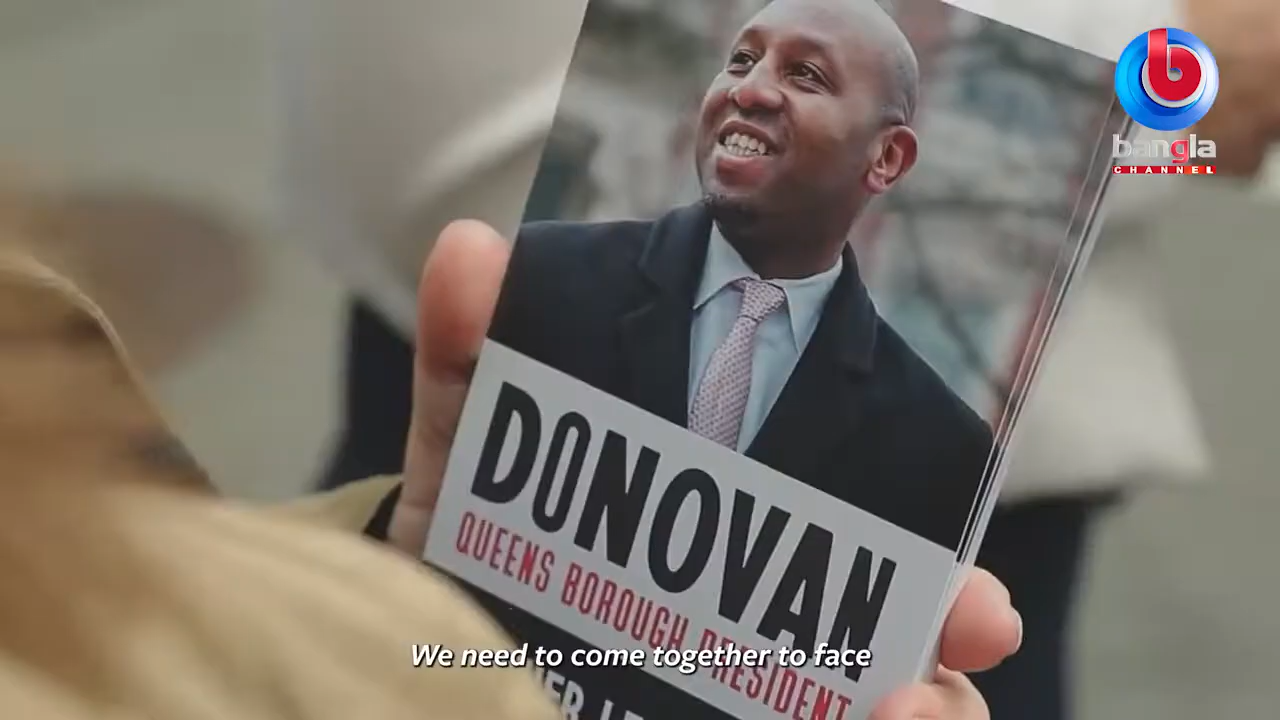 b
bangla
CHANNEL
DONOVAN
QUEENS BOROUGH PRESIDENT
We need to come together to face